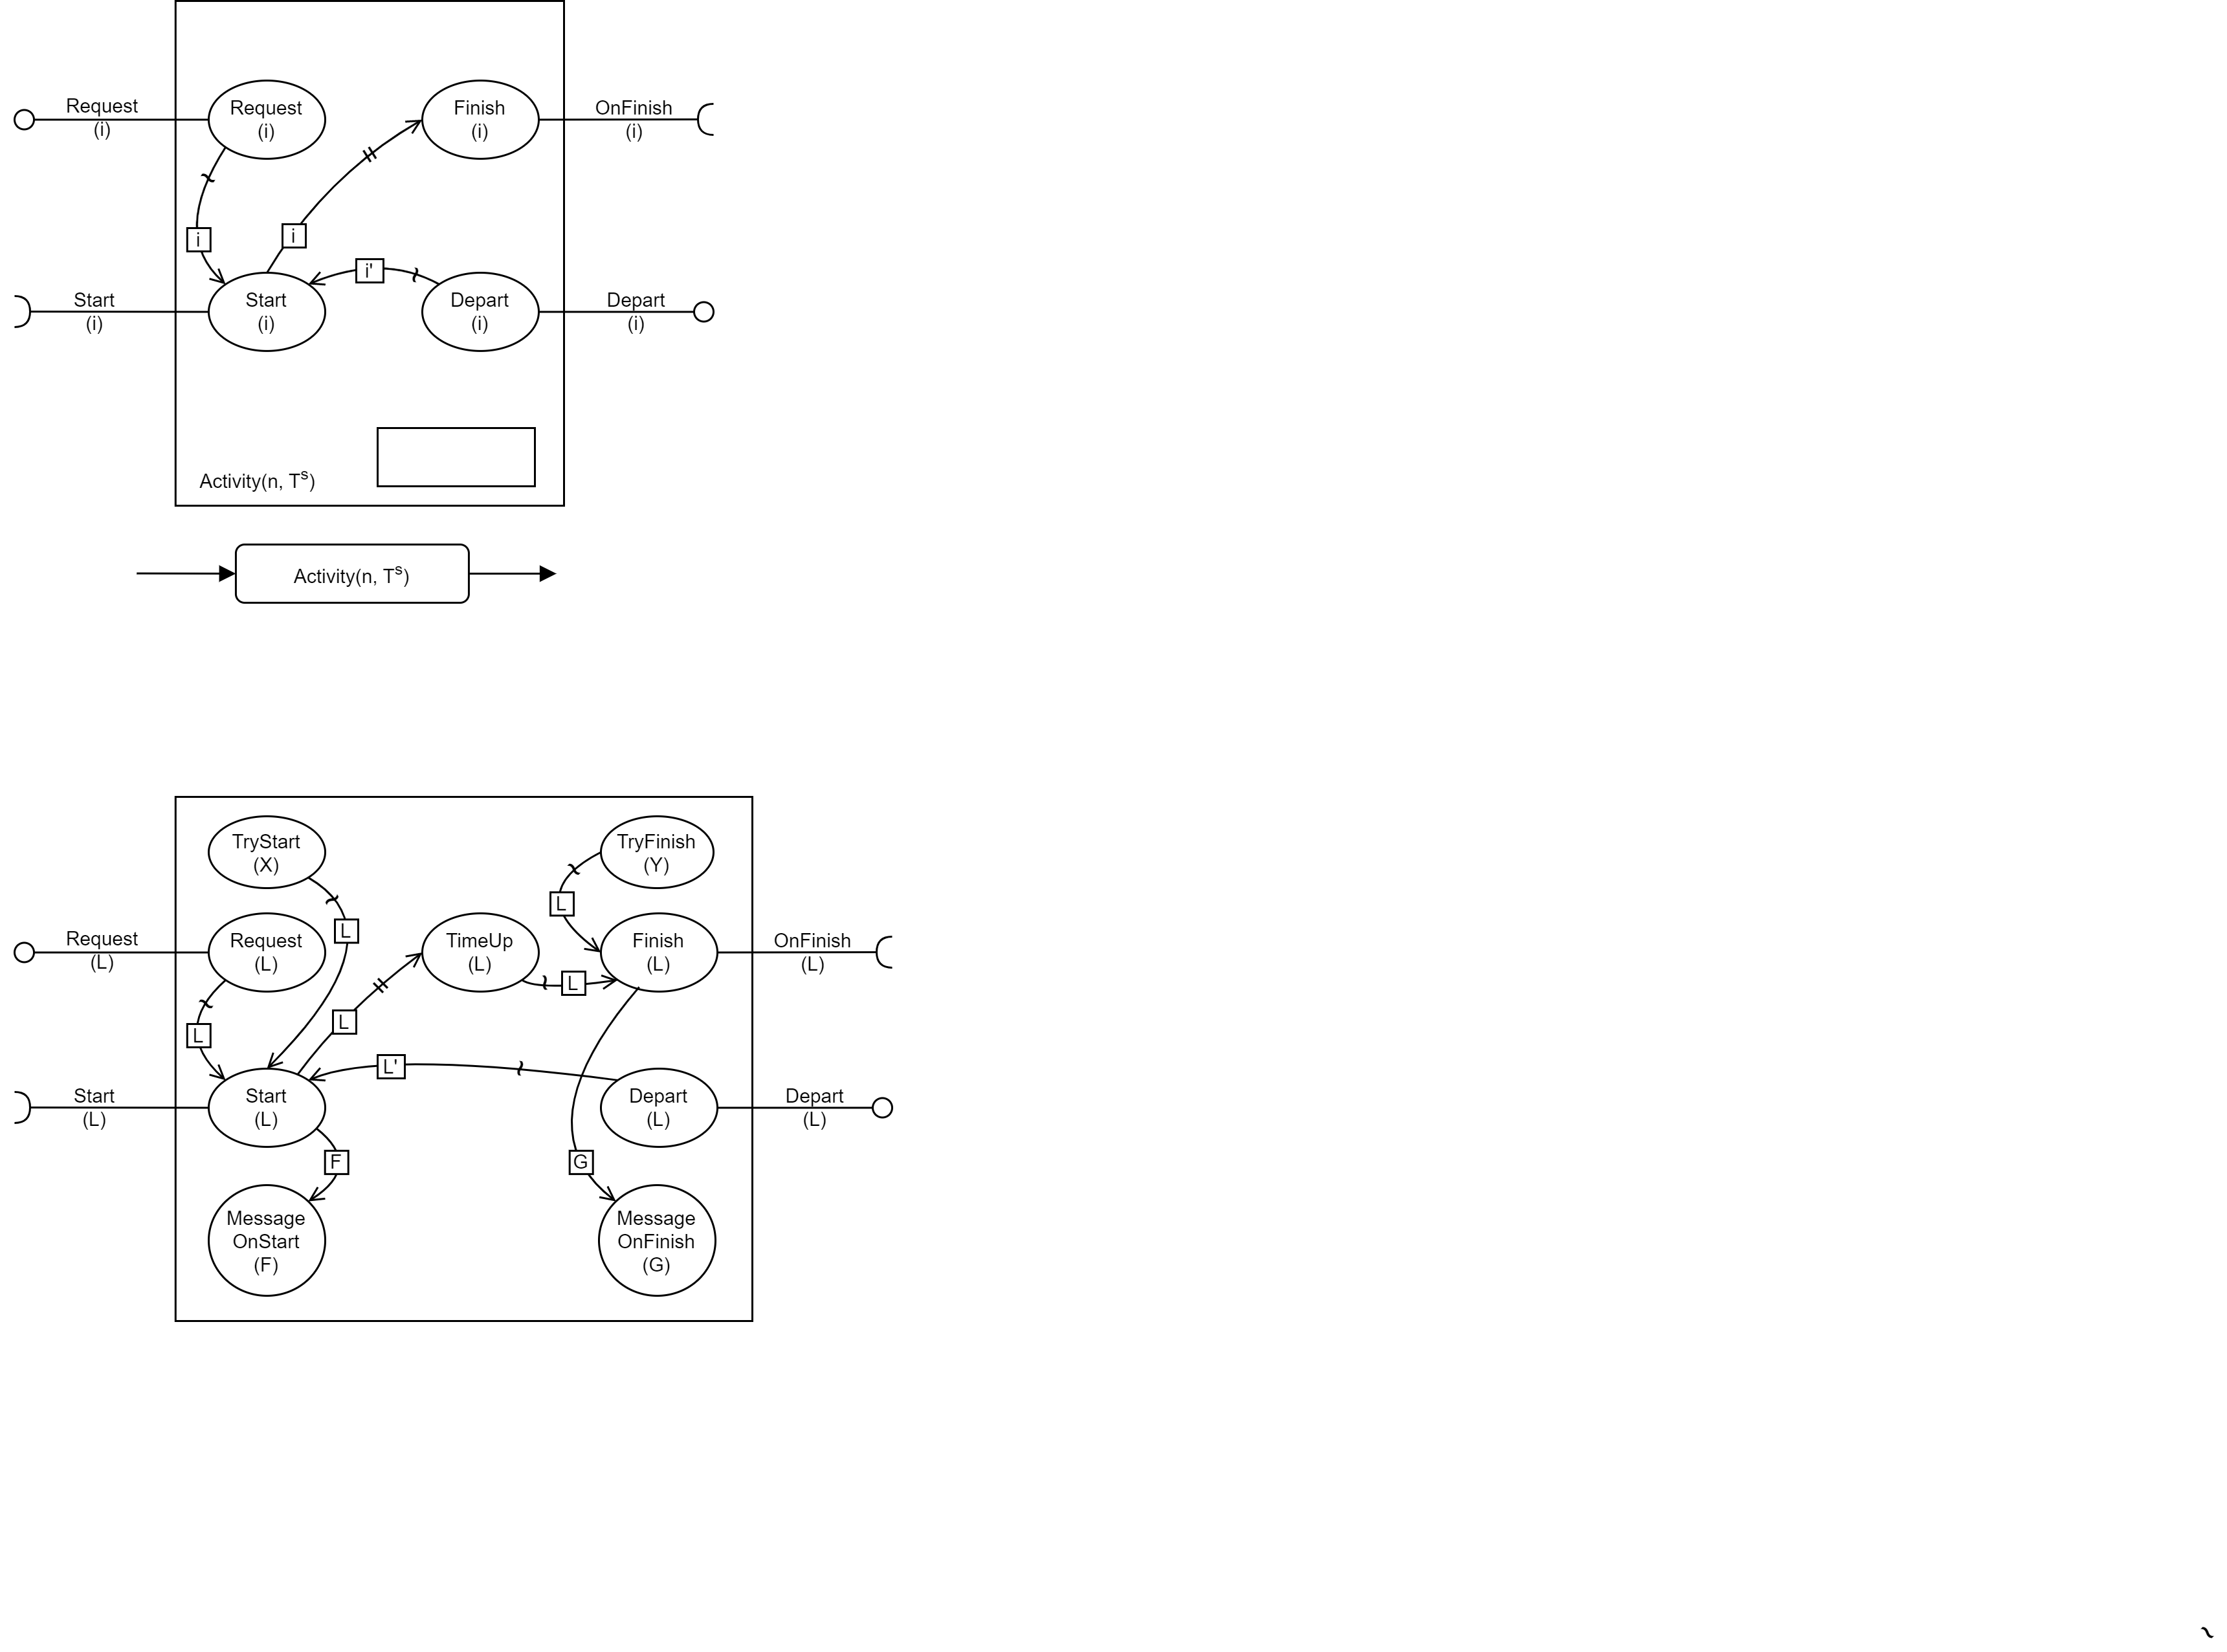 Request
(i)
Request
(i)
Finish
(i)
OnFinish
(i)
i
i
i'
Start
(i)
Start
(i)
Depart
(i)
Depart
(i)
Activity(n, Tˢ)
Activity(n, Tˢ)
TryStart
(X)
TryFinish
(Y)
L
L
Request
(L)
Request
(L)
TimeUp
(L)
Finish
(L)
OnFinish
(L)
L
L
L
L'
Start
(L)
Start
(L)
Depart
(L)
Depart
(L)
F
G
Message
OnStart
(F)
Message
OnFinish
(G)